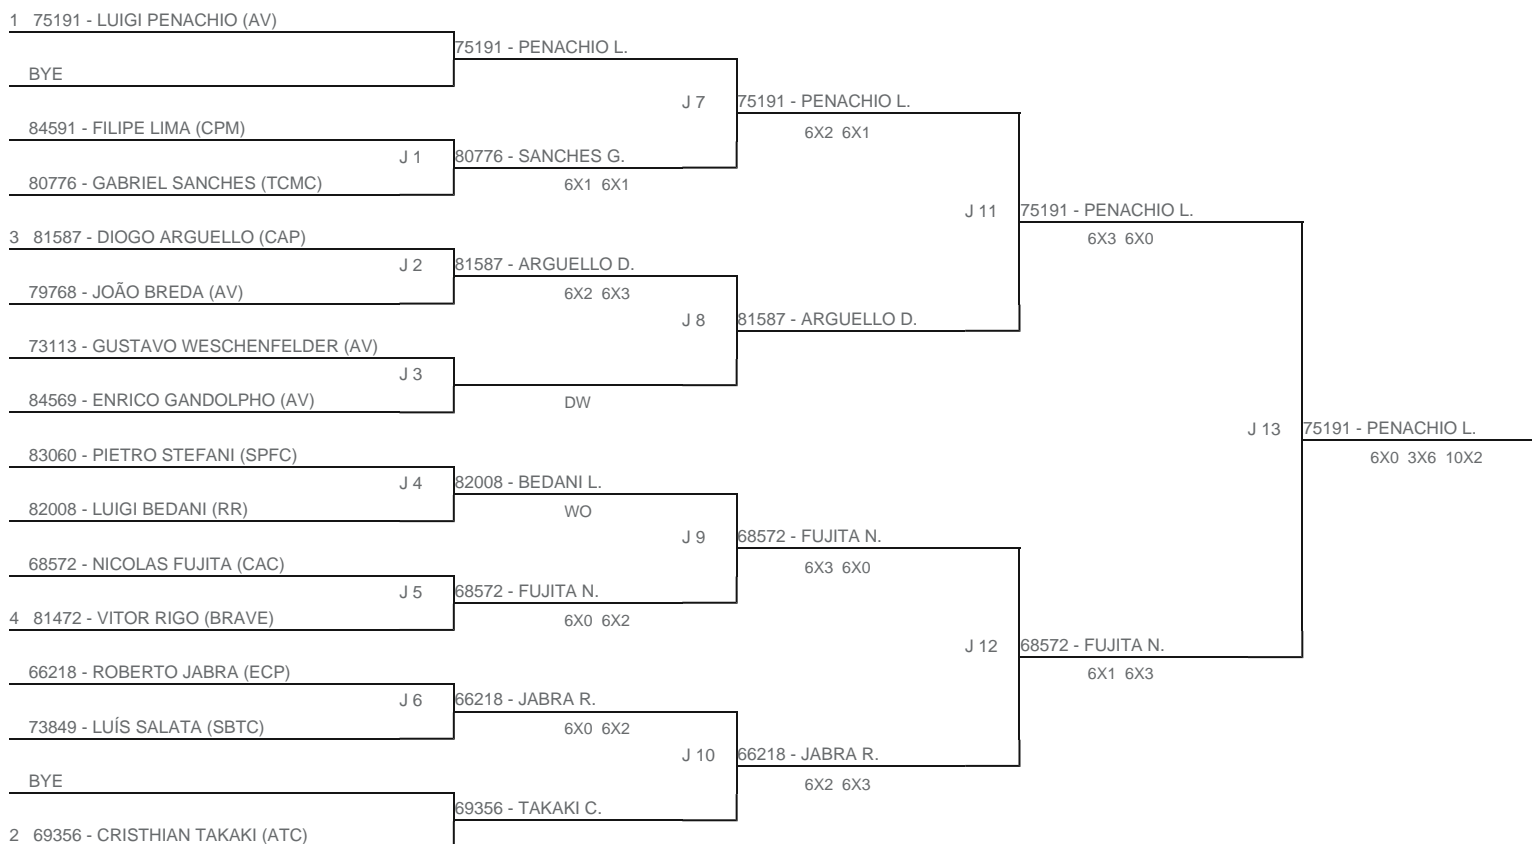 1 75191 - LUIGI PENACHIO (AV)
75191 - PENACHIO L.
BYE
J 7
75191 - PENACHIO L.
6X2 6X1
84591 - FILIPE LIMA (CPM)
J 1
80776 - SANCHES G.
6X1 6X1
80776 - GABRIEL SANCHES (TCMC)
J 11
75191 - PENACHIO L.
6X3 6X0
3 81587 - DIOGO ARGUELLO (CAP)
J 2
81587 - ARGUELLO D.
6X2 6X3
79768 - JOÃO BREDA (AV)
J 8
81587 - ARGUELLO D.
73113 - GUSTAVO WESCHENFELDER (AV)
J 3
DW
84569 - ENRICO GANDOLPHO (AV)
J 13
75191 - PENACHIO L.
6X0 3X6 10X2
83060 - PIETRO STEFANI (SPFC)
J 4
82008 - BEDANI L.
WO
82008 - LUIGI BEDANI (RR)
J 9
68572 - FUJITA N.
6X3 6X0
68572 - NICOLAS FUJITA (CAC)
J 5
68572 - FUJITA N.
6X0 6X2
4 81472 - VITOR RIGO (BRAVE)
J 12
68572 - FUJITA N.
6X1 6X3
66218 - ROBERTO JABRA (ECP)
J 6
66218 - JABRA R.
6X0 6X2
73849 - LUÍS SALATA (SBTC)
J 10
66218 - JABRA R.
6X2 6X3
BYE
69356 - TAKAKI C.
2 69356 - CRISTHIAN TAKAKI (ATC)